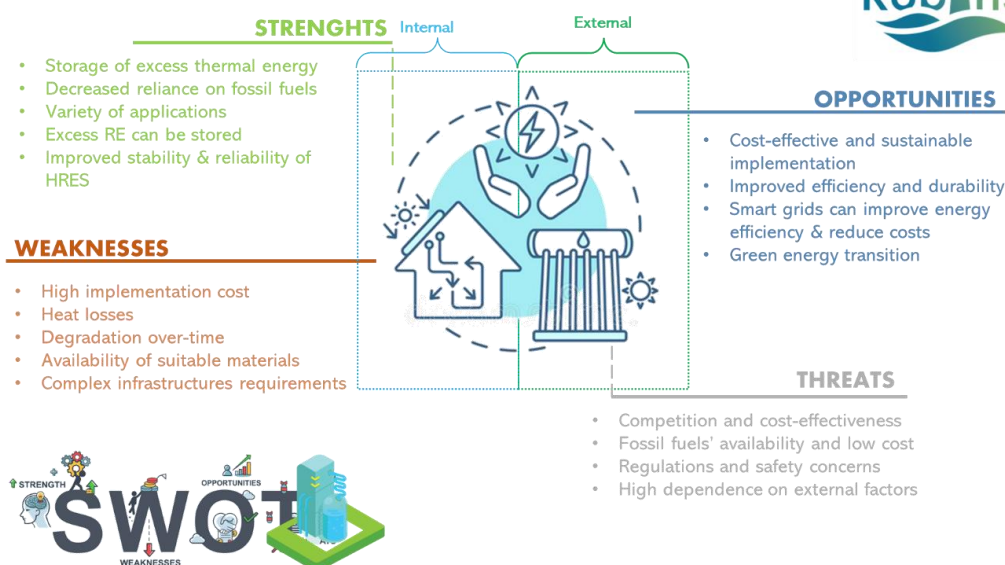 STRENGHTS
Internal
External
• Storage of excess thermal energy
• Decreased reliance on fossil fuels
• Variety of applications
• Excess RE can be stored
• Improved stability & reliability of
HRES
OPPORTUNITIES
• Cost-effective and sustainable
implementation
• Improved efficiency and durability
• Smart grids can improve energy
efficiency & reduce costs
• Green energy transition
WEAKNESSES
• High implementation cost
• Heat losses
• Degradation over-time
• Availability of suitable materials
• Complex infrastructures requirements
THREATS
• Competition and cost-effectiveness
• Fossil fuels' availability and low cost
• Regulations and safety concerns
• High dependence on external factors
STRENGTH
OPPORTUNITIES
SWOT
WEAKNESSES